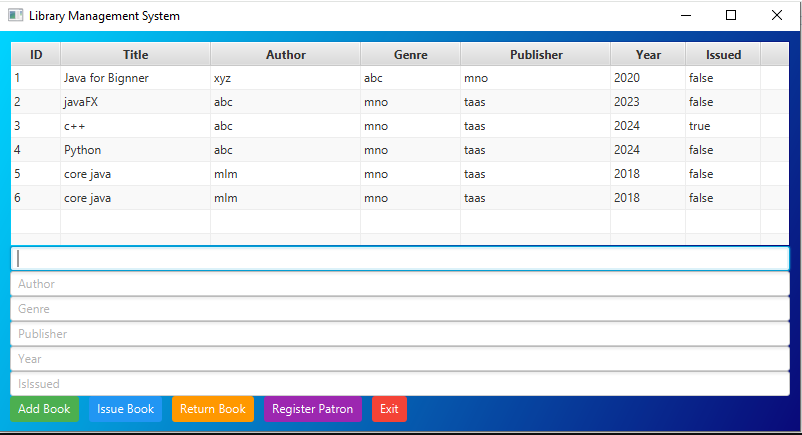 Library Management System
ID Title Author Genre Publisher Year Issued
1 Java for Bignner xyz abc mno 2020 false
2 javaFX abc mno taas 2023 false
3 c++ abc mno taas 2024 true
4 Python abc mno taas 2024 false
5 core java mlm mno taas 2018 false
6 core java mlm mno taas 2018 false
Author
Genre
Publisher
Year
IsIssued
Add Book Issue Book Return Book Register Patron Exit